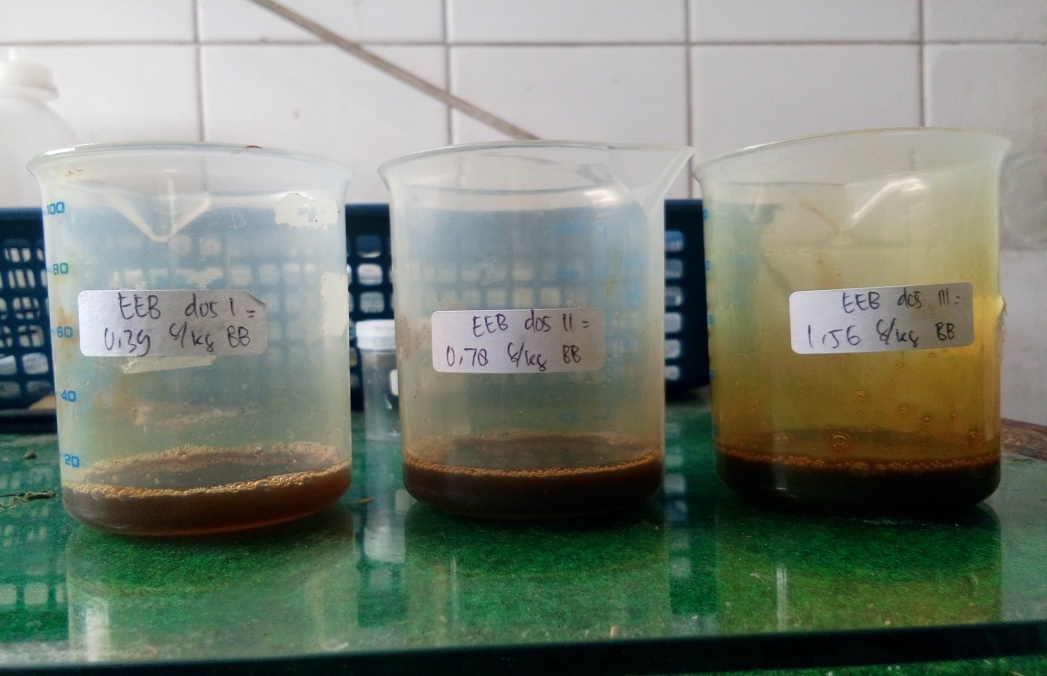 100
80
60
40
20
EEB dos I =
0,39 g/kg BB
EEB dos II =
0,78 g/kg BB
EEB dos III =
1,56 g/kg BB